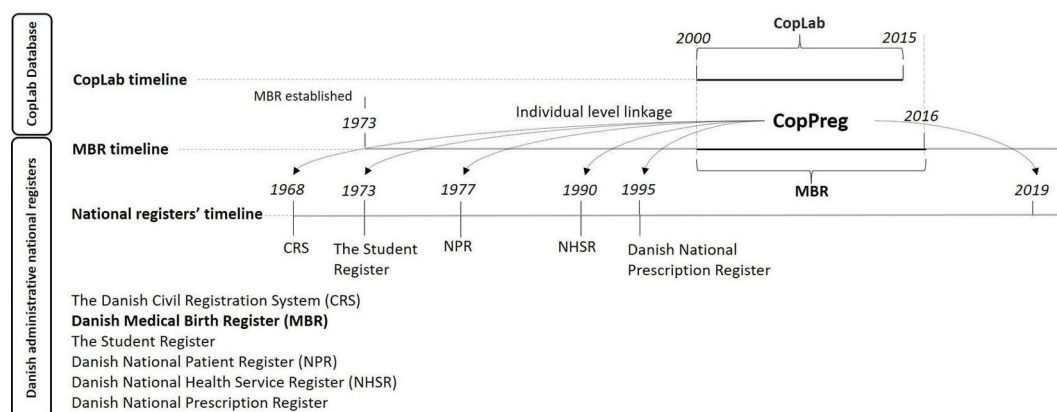 CopLab Database
Danish administrative national registers
CopLab
2000
2015
CopLab timeline
MBR established
Individual level linkage
1973
CopPreg
2016
MBR timeline
MBR
1968
1973
1977
1990
1995
2019
National registers' timeline
CRS
The Student
Register
NPR
NHSR
Danish National
Prescription Register
The Danish Civil Registration System (CRS)
Danish Medical Birth Register (MBR)
The Student Register
Danish National Patient Register (NPR)
Danish National Health Service Register (NHSR)
Danish National Prescription Register